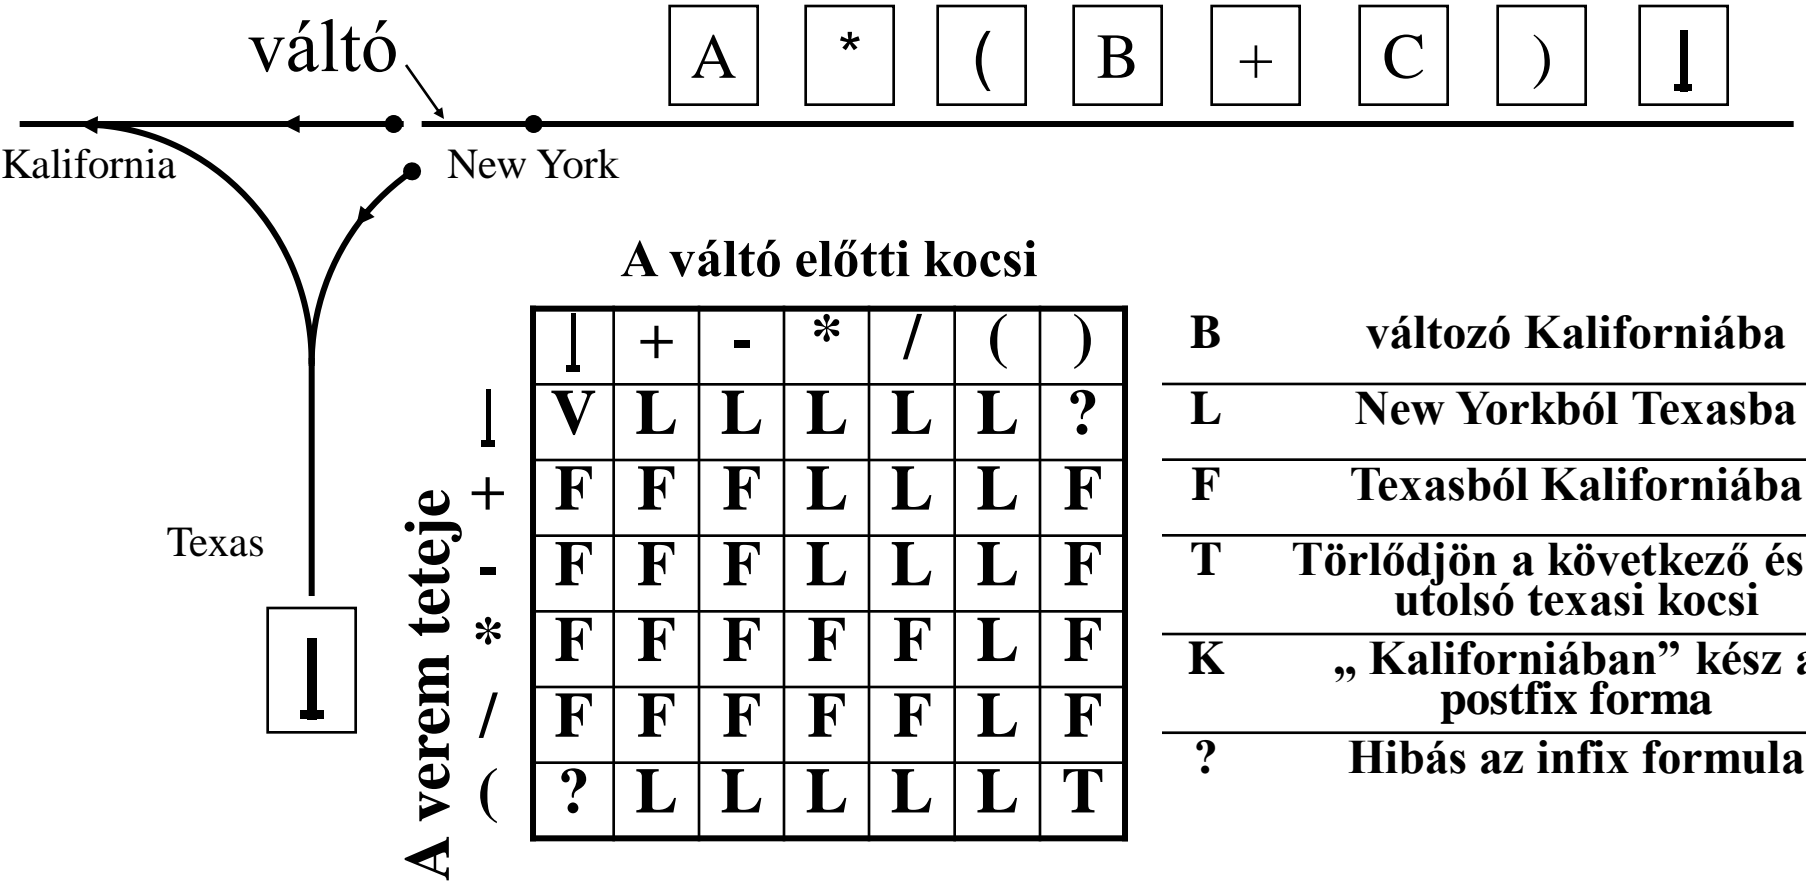 váltó
A * ( B + C ) ⊥
Kalifornia
New York
A váltó előtti kocsi
⊥ + - * / ( )
⊥ V L L L L L ?
+ F F F L L L F
- F F F L L L F
* F F F F F L F
/ F F F F F L F
( ? L L L L L T
A verem teteje
Texas
⊥
B változó Kaliforniába
L New Yorkból Texasba
F Texasból Kaliforniába
T Törlődjön a következő és
utolsó texasi kocsi
K „ Kaliforniában” kész a
postfix forma
? Hibás az infix formula